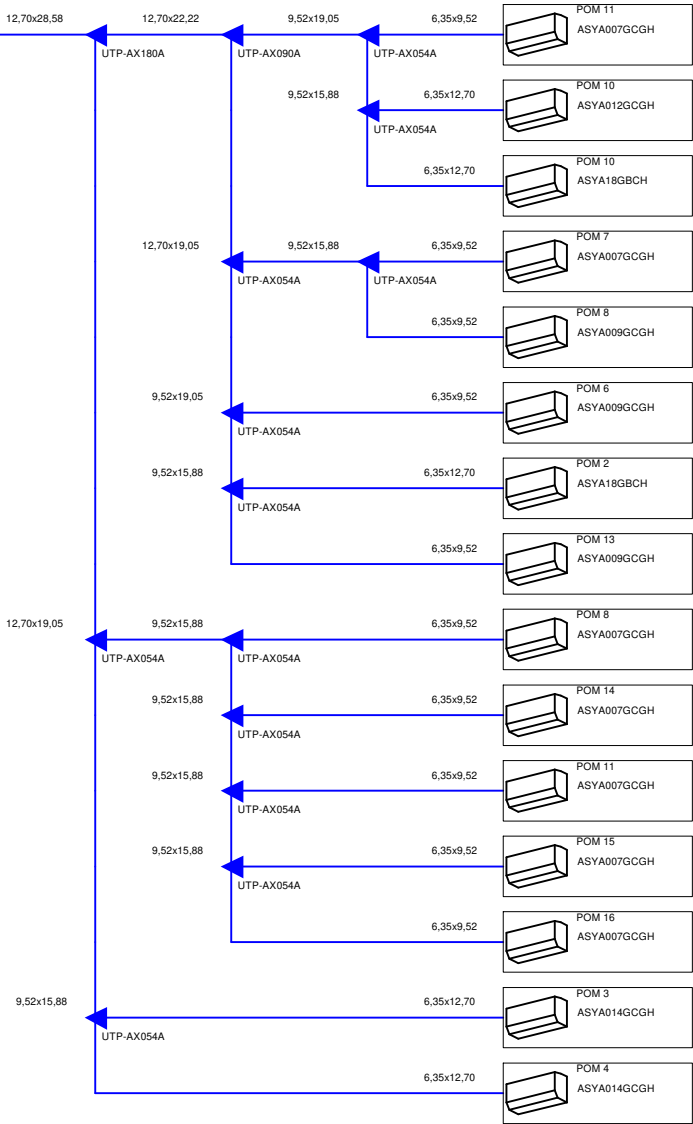 12,70x28,58
12,70x22,22
9,52x19,05
6,35x9,52
POM 11
ASYA007GCGH
UTP-AX180A
UTP-AX090A
UTP-AX054A
9,52x15,88
6,35x12,70
POM 10
ASYA012GCGH
UTP-AX054A
6,35x12,70
POM 10
ASYA18GBCH
12,70x19,05
9,52x15,88
6,35x9,52
POM 7
ASYA007GCGH
UTP-AX054A
UTP-AX054A
6,35x9,52
POM 8
ASYA009GCGH
9,52x19,05
6,35x9,52
POM 6
ASYA009GCGH
UTP-AX054A
9,52x15,88
6,35x12,70
POM 2
ASYA18GBCH
UTP-AX054A
6,35x9,52
POM 13
ASYA009GCGH
12,70x19,05
9,52x15,88
6,35x9,52
POM 8
ASYA007GCGH
UTP-AX054A
UTP-AX054A
9,52x15,88
6,35x9,52
POM 14
ASYA007GCGH
UTP-AX054A
9,52x15,88
6,35x9,52
POM 11
ASYA007GCGH
UTP-AX054A
9,52x15,88
6,35x9,52
POM 15
ASYA007GCGH
UTP-AX054A
6,35x9,52
POM 16
ASYA007GCGH
9,52x15,88
6,35x12,70
POM 3
ASYA014GCGH
UTP-AX054A
6,35x12,70
POM 4
ASYA014GCGH